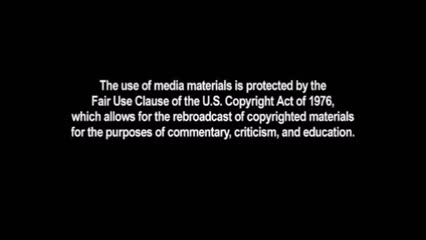 The use of media materials is protected by the
Fair Use Clause of the U.S. Copyright Act of 1976,
which allows for the rebroadcast of copyrighted materials
for the purposes of commentary, criticism, and education.